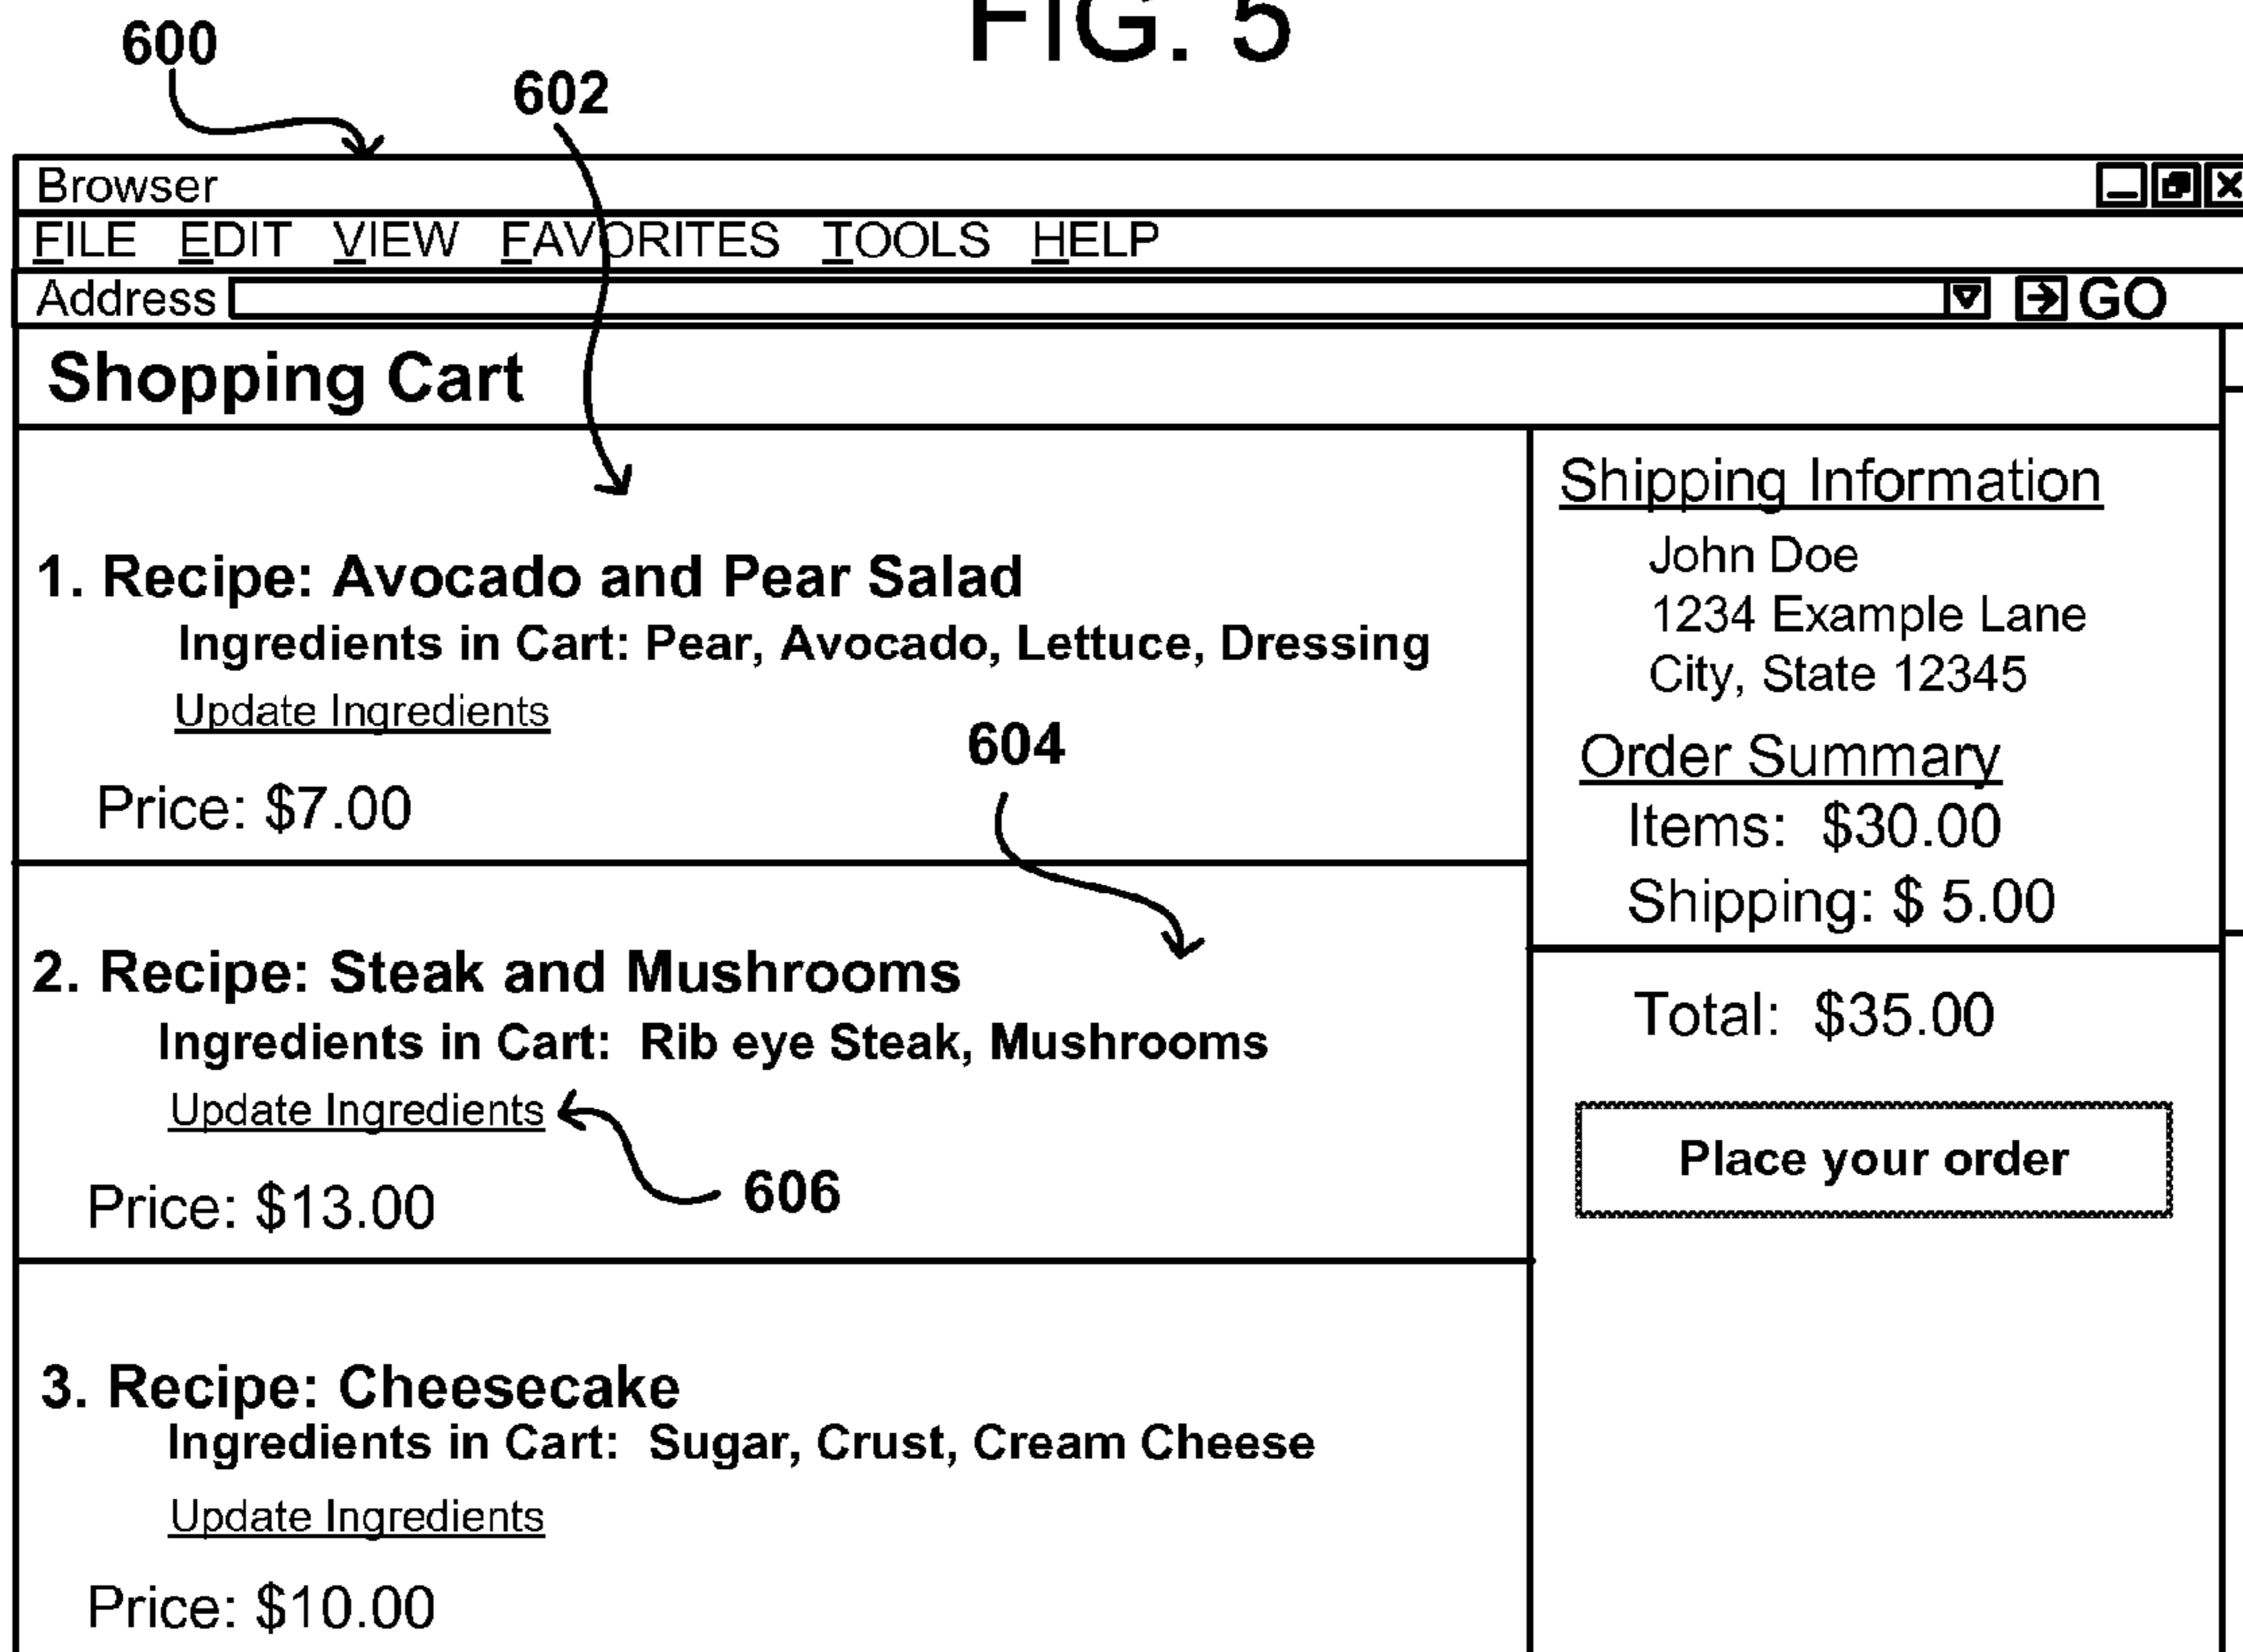 FIG. 5
600
602
Browser
FILE EDIT VIEW FAVORITES TOOLS HELP
Address GO
Shopping Cart
1. Recipe: Avocado and Pear Salad
Ingredients in Cart: Pear, Avocado, Lettuce, Dressing
Update Ingredients
604
Price: $7.00
2. Recipe: Steak and Mushrooms
Ingredients in Cart: Rib eye Steak, Mushrooms
Update Ingredients
606
Price: $13.00
3. Recipe: Cheesecake
Ingredients in Cart: Sugar, Crust, Cream Cheese
Update Ingredients
Price: $10.00
Shipping Information
John Doe
1234 Example Lane
City, State 12345
Order Summary
Items: $30.00
Shipping: $ 5.00
Total: $35.00
Place your order